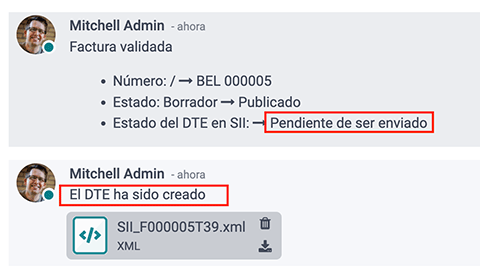 Mitchell Admin - ahora
Factura validada
• Número: / → BEL 000005
• Estado: Borrador → Publicado
• Estado del DTE en SII: → Pendiente de ser enviado
Mitchell Admin - ahora
El DTE ha sido creado
SII_F000005T39.xml
XML